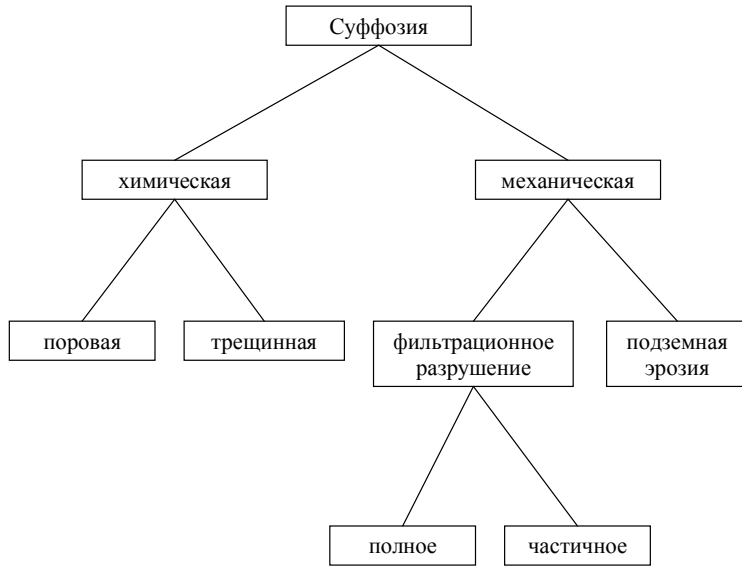 Суффозия
химическая
механическая
поровая
трещинная
фильтрационное
разрушение
подземная
эрозия
полное
частичное